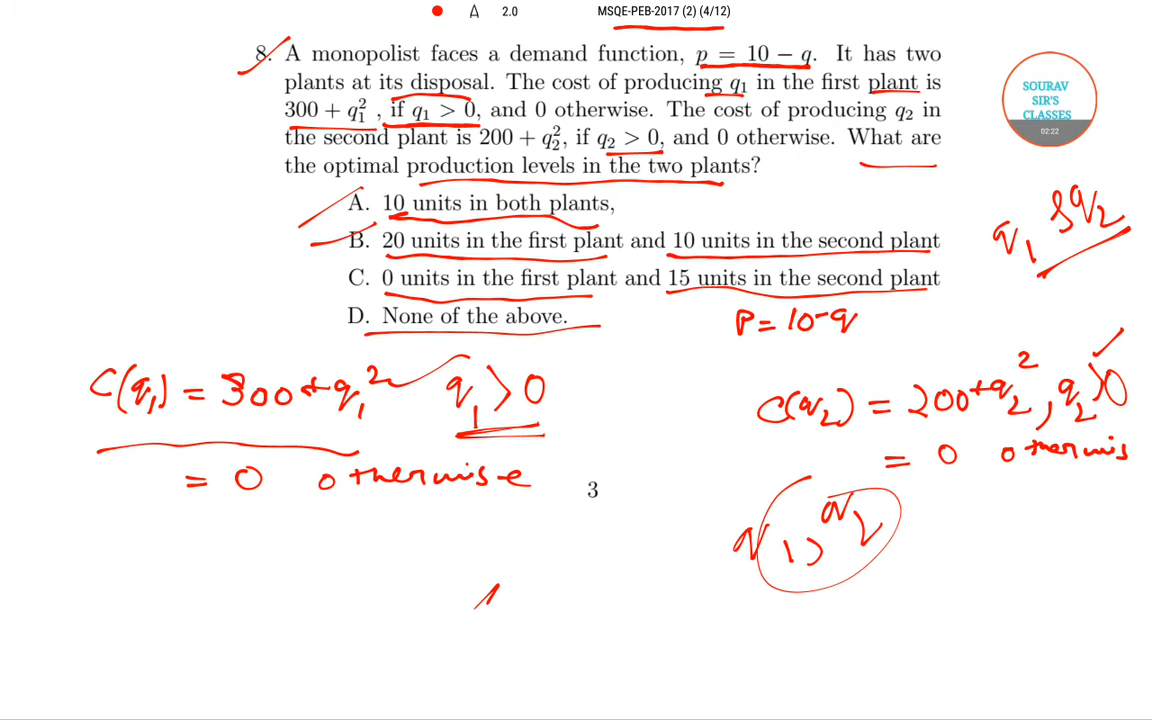 A 2.0 MSQE-PEB-2017 (2) (4/12)
8. A monopolist faces a demand function, p = 10 − q. It has two
plants at its disposal. The cost of producing q₁ in the first plant is
300 + q₁², if q₁ > 0, and 0 otherwise. The cost of producing q₂ in
the second plant is 200 + q₂², if q₂ > 0, and 0 otherwise. What are
the optimal production levels in the two plants?
SOURAV
SIR'S
CLASSES
02:22
A. 10 units in both plants,
B. 20 units in the first plant and 10 units in the second plant
C. 0 units in the first plant and 15 units in the second plant
D. None of the above.
q₁ & q₂
P = 10-q
C(q₁) = 300 + q₁² q₁ > 0
= 0 otherwise
C(q₂) = 200 + q₂², q₂ > 0
= 0 otherwis
q₁, q₂
3